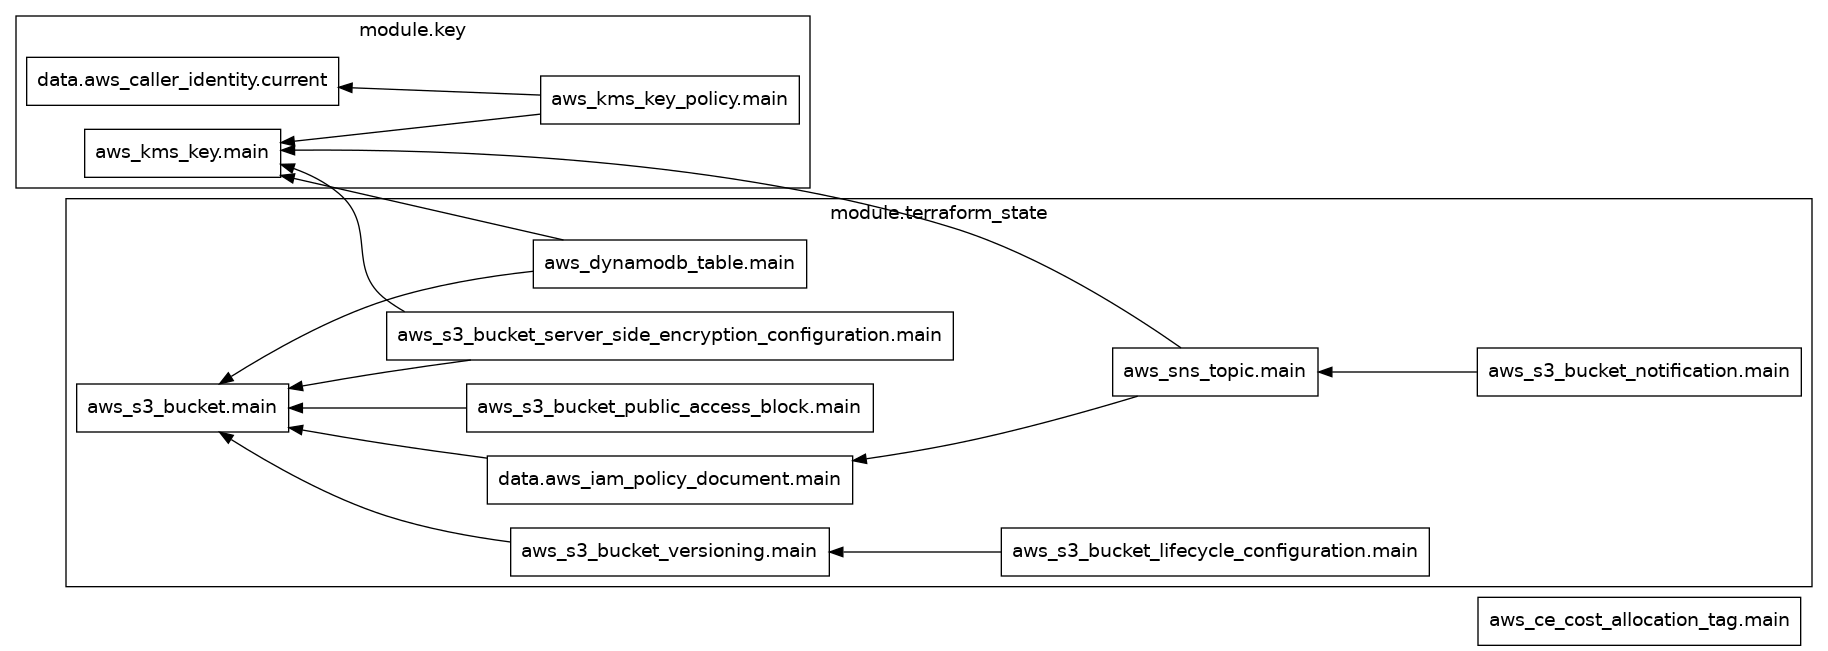 module.key
data.aws_caller_identity.current
aws_kms_key_policy.main
aws_kms_key.main
module.terraform_state
aws_dynamodb_table.main
aws_s3_bucket_server_side_encryption_configuration.main
aws_sns_topic.main
aws_s3_bucket_notification.main
aws_s3_bucket.main
aws_s3_bucket_public_access_block.main
data.aws_iam_policy_document.main
aws_s3_bucket_versioning.main
aws_s3_bucket_lifecycle_configuration.main
aws_ce_cost_allocation_tag.main